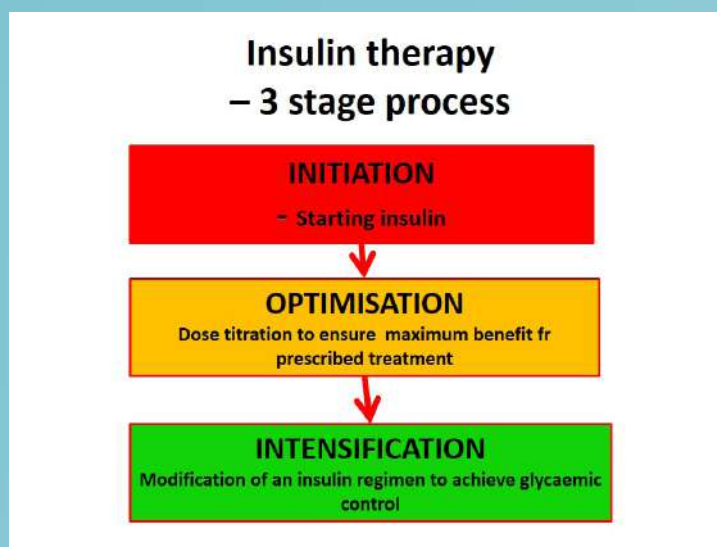 Insulin therapy
– 3 stage process
INITIATION
- Starting insulin
OPTIMISATION
Dose titration to ensure maximum benefit fr
prescribed treatment
INTENSIFICATION
Modification of an insulin regimen to achieve glycaemic
control